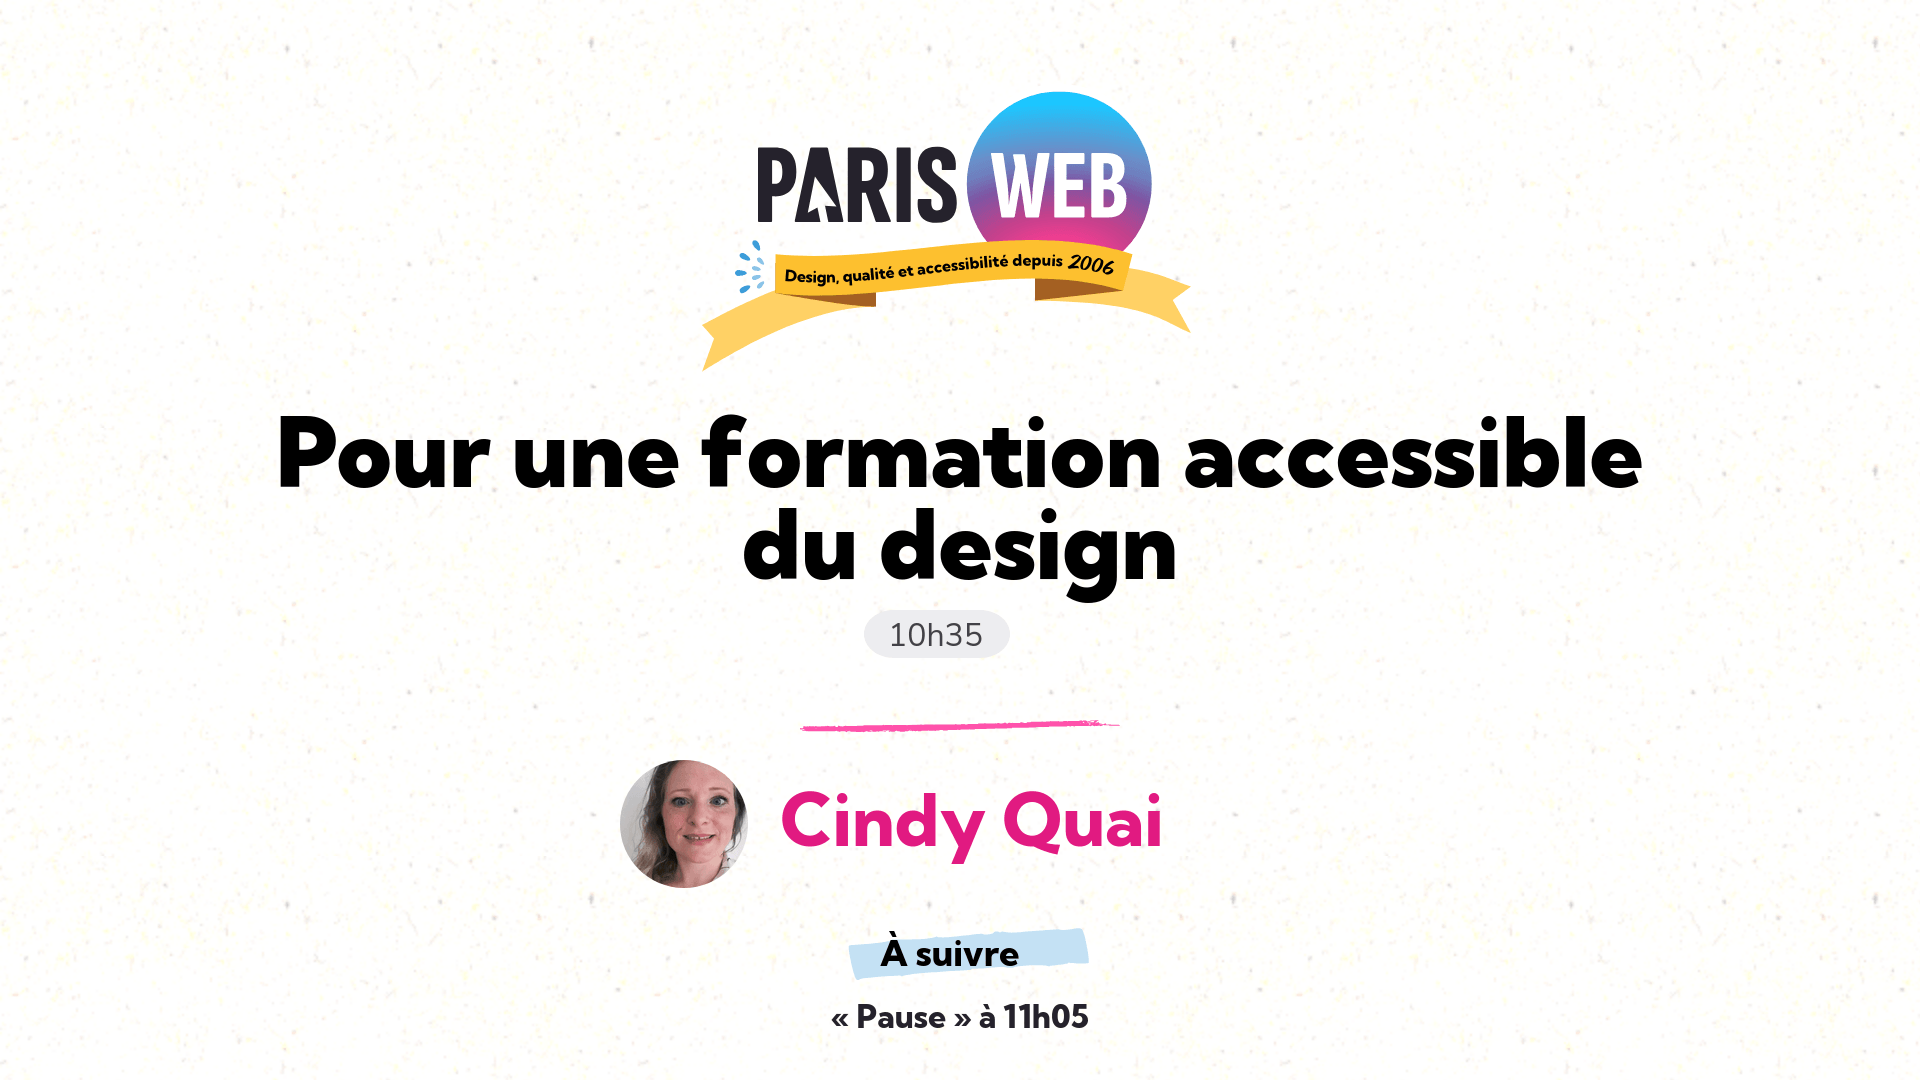 PARIS WEB
Design, qualité et accessibilité depuis 2006
Pour une formation accessible
du design
10h35
Cindy Quai
À suivre
« Pause » à 11h05